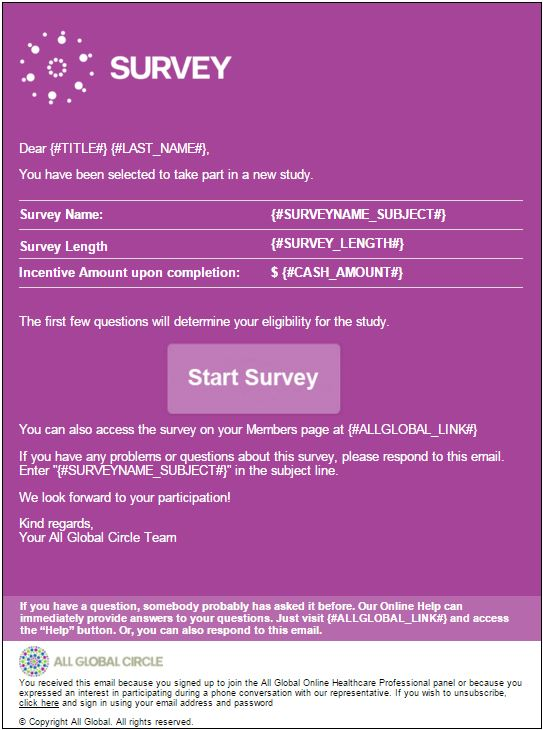 SURVEY
Dear {#TITLE#} {#LAST_NAME#},
You have been selected to take part in a new study.
Survey Name: {#SURVEYNAME_SUBJECT#}
Survey Length {#SURVEY_LENGTH#}
Incentive Amount upon completion: $ {#CASH_AMOUNT#}
The first few questions will determine your eligibility for the study.
Start Survey
You can also access the survey on your Members page at {#ALLGLOBAL_LINK#}
If you have any problems or questions about this survey, please respond to this email.
Enter "{#SURVEYNAME_SUBJECT#}" in the subject line.
We look forward to your participation!
Kind regards,
Your All Global Circle Team
If you have a question, somebody probably has asked it before. Our Online Help can
immediately provide answers to your questions. Just visit {#ALLGLOBAL_LINK#} and access
the “Help” button. Or, you can also respond to this email.
ALL GLOBAL CIRCLE
You received this email because you signed up to join the All Global Online Healthcare Professional panel or because you
expressed an interest in participating during a phone conversation with our representative. If you wish to unsubscribe,
click here and sign in using your email address and password
© Copyright All Global. All rights reserved.